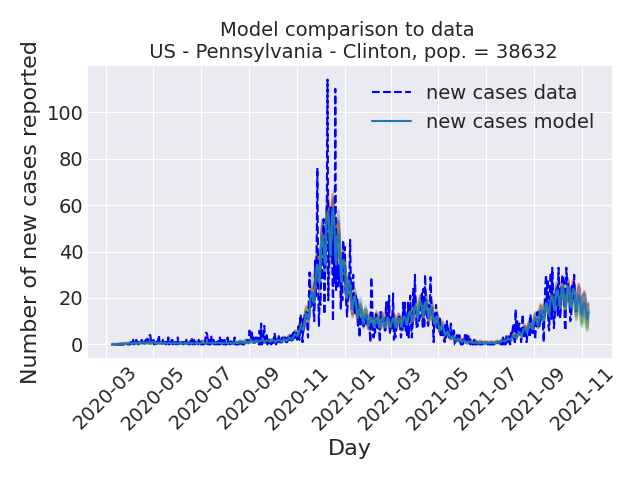 Model comparison to data
US - Pennsylvania - Clinton, pop. = 38632
Number of new cases reported
100
80
60
40
20
0
new cases data
new cases model
2020-03
2020-05
2020-07
2020-09
2020-11
2021-01
2021-03
2021-05
2021-07
2021-09
2021-11
Day